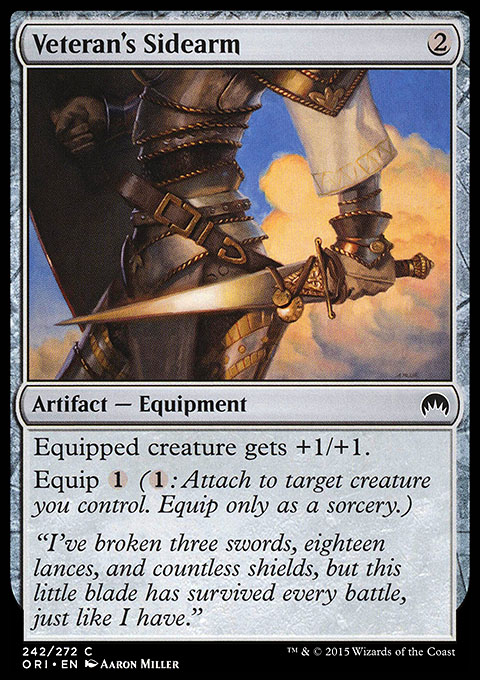 Veteran's Sidearm 2
Artifact — Equipment
Equipped creature gets +1/+1.
Equip 1 (1: Attach to target creature
you control. Equip only as a sorcery.)
“I've broken three swords, eighteen
lances, and countless shields, but this
little blade has survived every battle,
just like I have.”
242/272 C
ORI • EN Aaron Miller
™ & © 2015 Wizards of the Coast